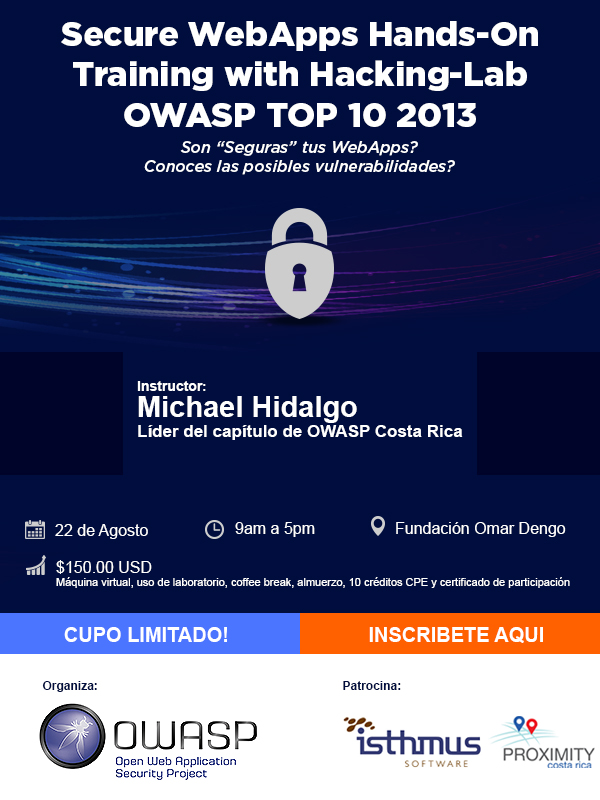 Secure WebApps Hands-On
Training with Hacking-Lab
OWASP TOP 10 2013
Son “Seguras” tus WebApps?
Conoces las posibles vulnerabilidades?
Instructor:
Michael Hidalgo
Líder del capítulo de OWASP Costa Rica
22 de Agosto
9am a 5pm
Fundación Omar Dengo
$150.00 USD
Máquina virtual, uso de laboratorio, coffee break, almuerzo, 10 créditos CPE y certificado de participación
CUPO LIMITADO!
INSCRIBETE AQUI
Organiza:
OWASP
Open Web Application
Security Project
Patrocina:
isthmus
SOFTWARE
PROXIMITY
costa rica